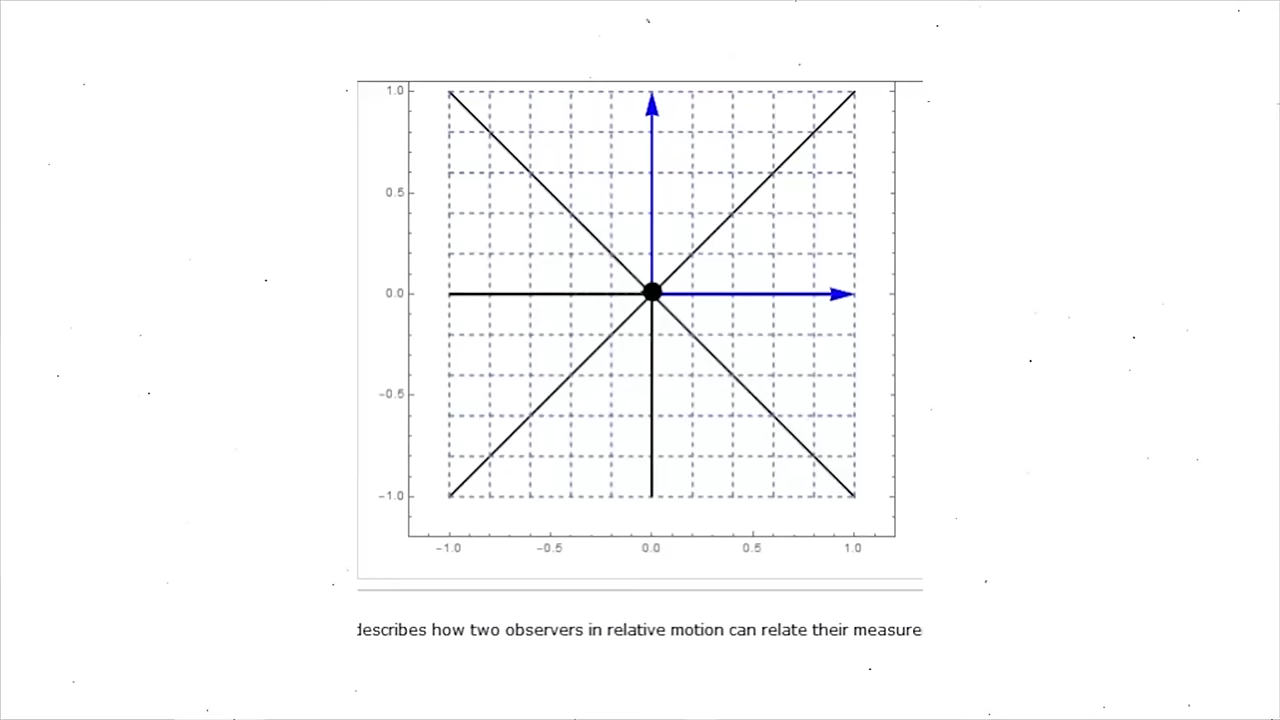 1.0
0.5
0.0
−0.5
−1.0
−1.0 −0.5 0.0 0.5 1.0
describes how two observers in relative motion can relate their measure